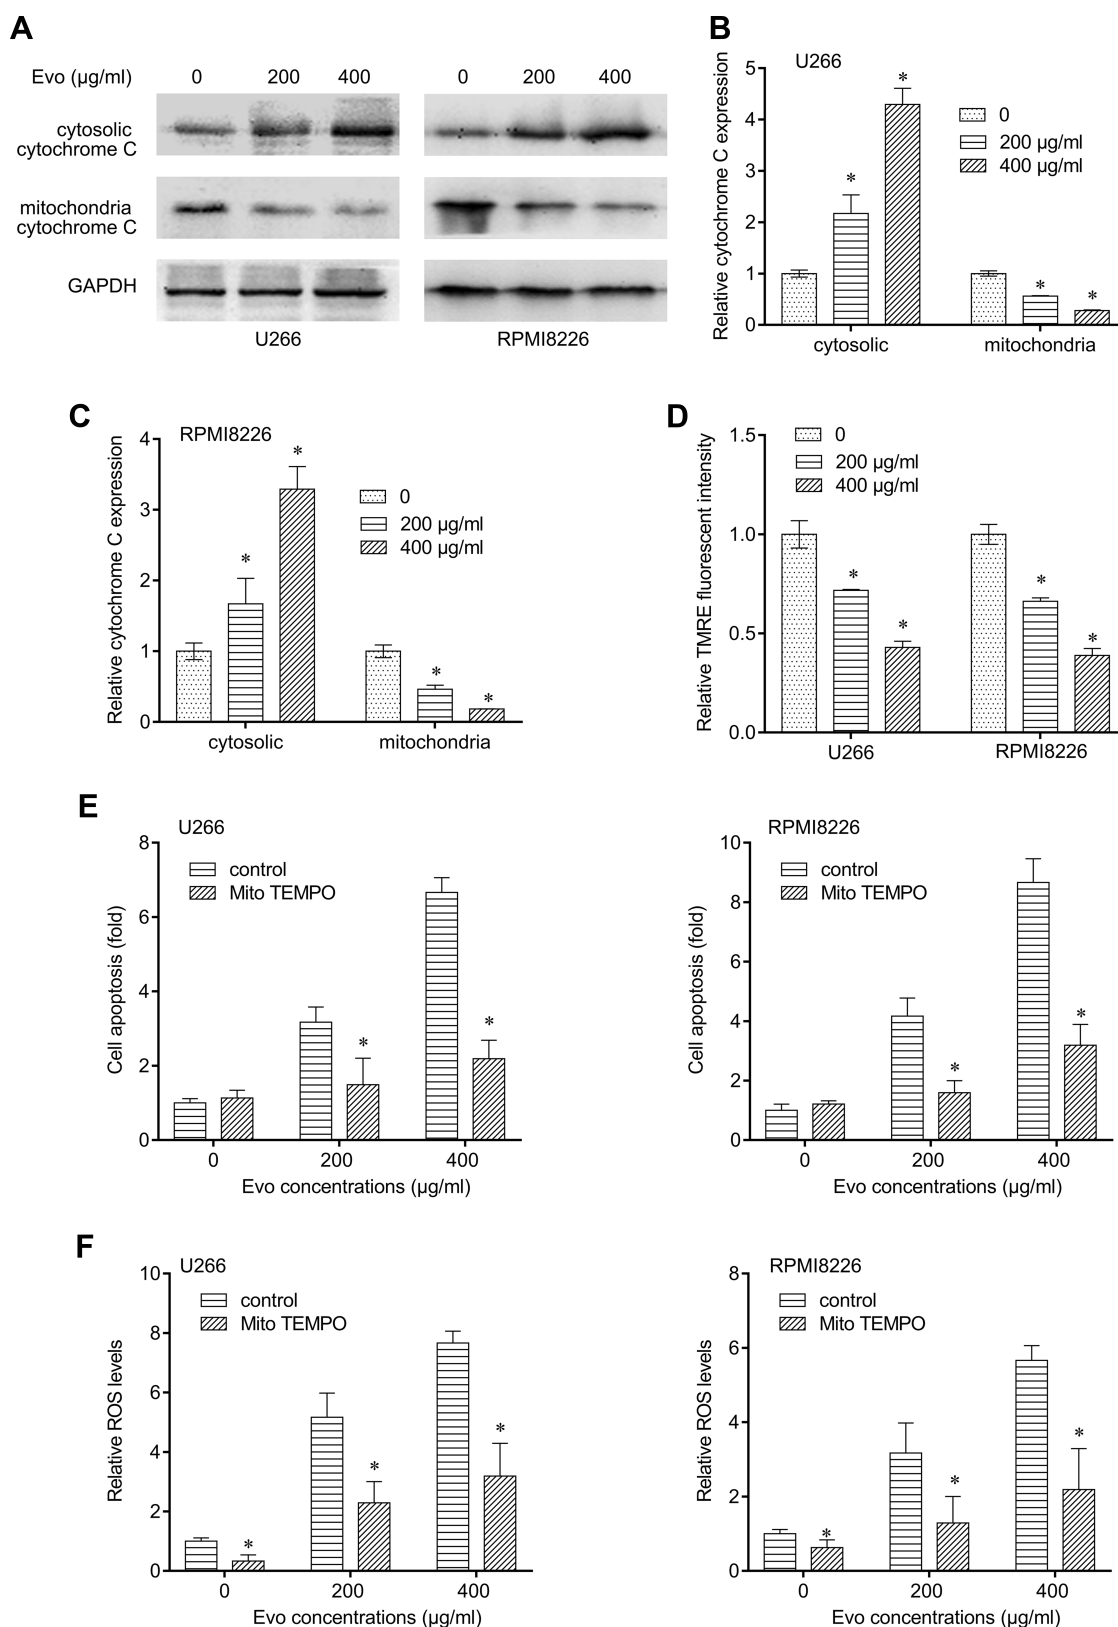 A
Evo (µg/ml)
0
200
400
0
200
400
cytosolic
cytochrome C
mitochondria
cytochrome C
GAPDH
U266
RPMI8226
B
U266
Relative cytochrome C expression
5
4
3
2
1
0
*
*
*
*
0
200 µg/ml
400 µg/ml
cytosolic
mitochondria
C
RPMI8226
Relative cytochrome C expression
4
3
2
1
0
*
*
*
*
0
200 µg/ml
400 µg/ml
cytosolic
mitochondria
D
Relative TMRE fluorescent intensity
1.5
1.0
0.5
0.0
0
200 µg/ml
400 µg/ml
*
*
*
*
U266
RPMI8226
E
U266
Cell apoptosis (fold)
8
6
4
2
0
control
Mito TEMPO
*
*
0
200
400
Evo concentrations (µg/ml)
RPMI8226
Cell apoptosis (fold)
10
8
6
4
2
0
control
Mito TEMPO
*
*
0
200
400
Evo concentrations (µg/ml)
F
U266
Relative ROS levels
10
8
6
4
2
0
control
Mito TEMPO
*
*
*
0
200
400
Evo concentrations (µg/ml)
RPMI8226
Relative ROS levels
8
6
4
2
0
control
Mito TEMPO
*
*
*
0
200
400
Evo concentrations (µg/ml)